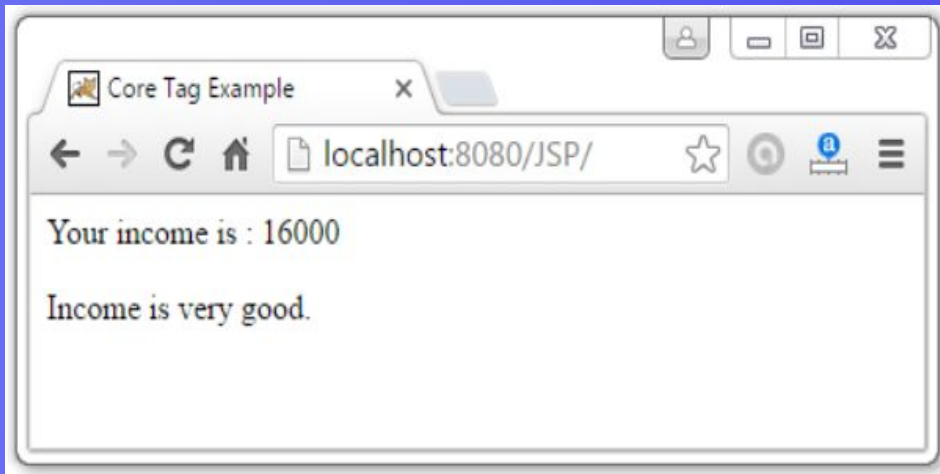 Core Tag Example
localhost:8080/JSP/
a
Your income is : 16000
Income is very good.